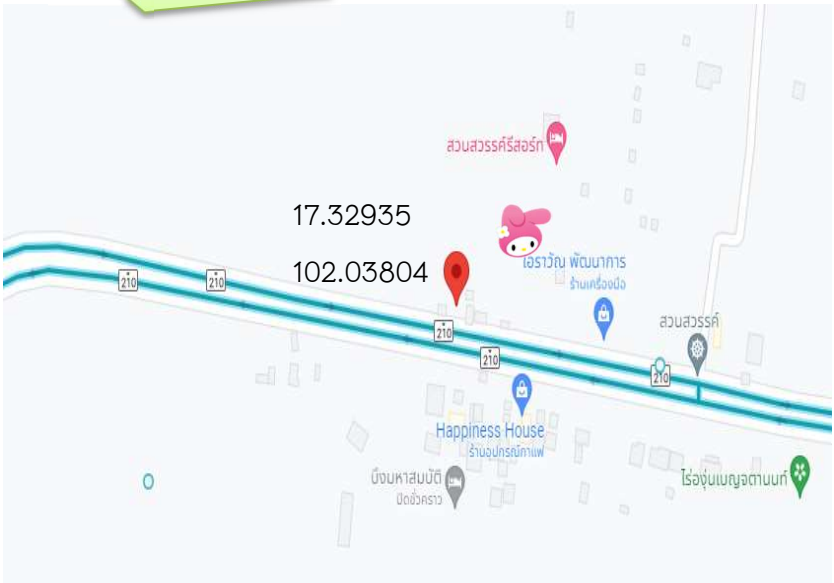 สวนสวรรค์รีสอร์ท
17.32935
102.03804
เอราวัณ พัฒนาการ
ร้านเครื่องมือ
สวนสวรรค์
210
210
210
210
210
Happiness House
ร้านอุปกรณ์กาแฟ
บึงมหาสมบัติ
ปิดชั่วคราว
ไร่องุ่นเบญจตานนท์